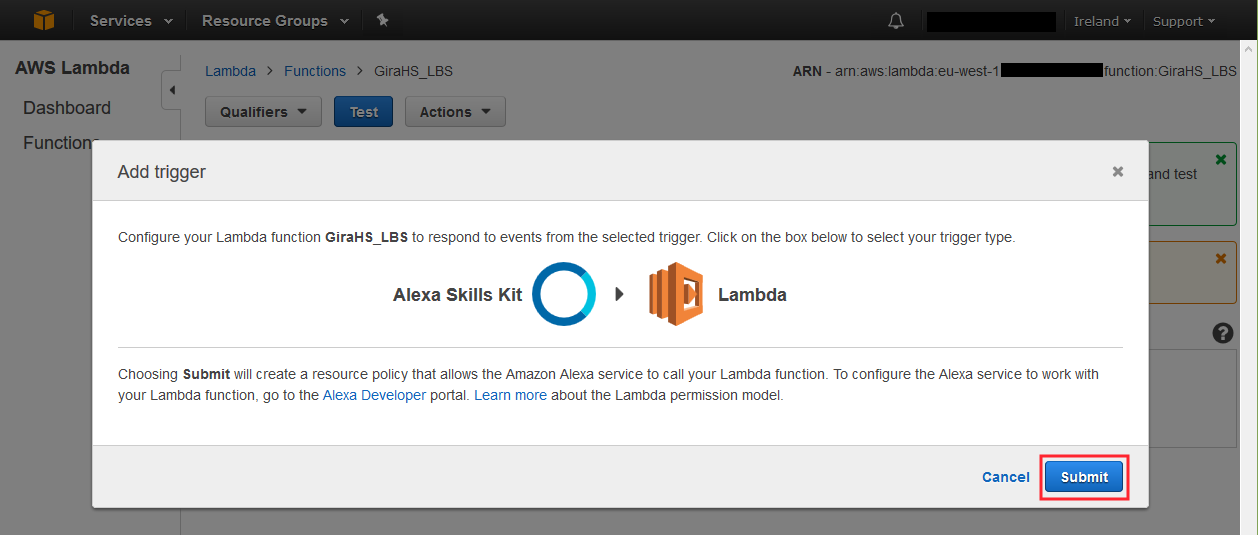 Services Resource Groups Ireland Support
AWS Lambda
Dashboard
Functions
Lambda > Functions > GiraHS_LBS
ARN - arn:aws:lambda:eu-west-1 function:GiraHS_LBS
Qualifiers Test Actions
and test
Add trigger
Configure your Lambda function GiraHS_LBS to respond to events from the selected trigger. Click on the box below to select your trigger type.
Alexa Skills Kit Lambda
Choosing Submit will create a resource policy that allows the Amazon Alexa service to call your Lambda function. To configure the Alexa service to work with
your Lambda function, go to the Alexa Developer portal. Learn more about the Lambda permission model.
Cancel Submit